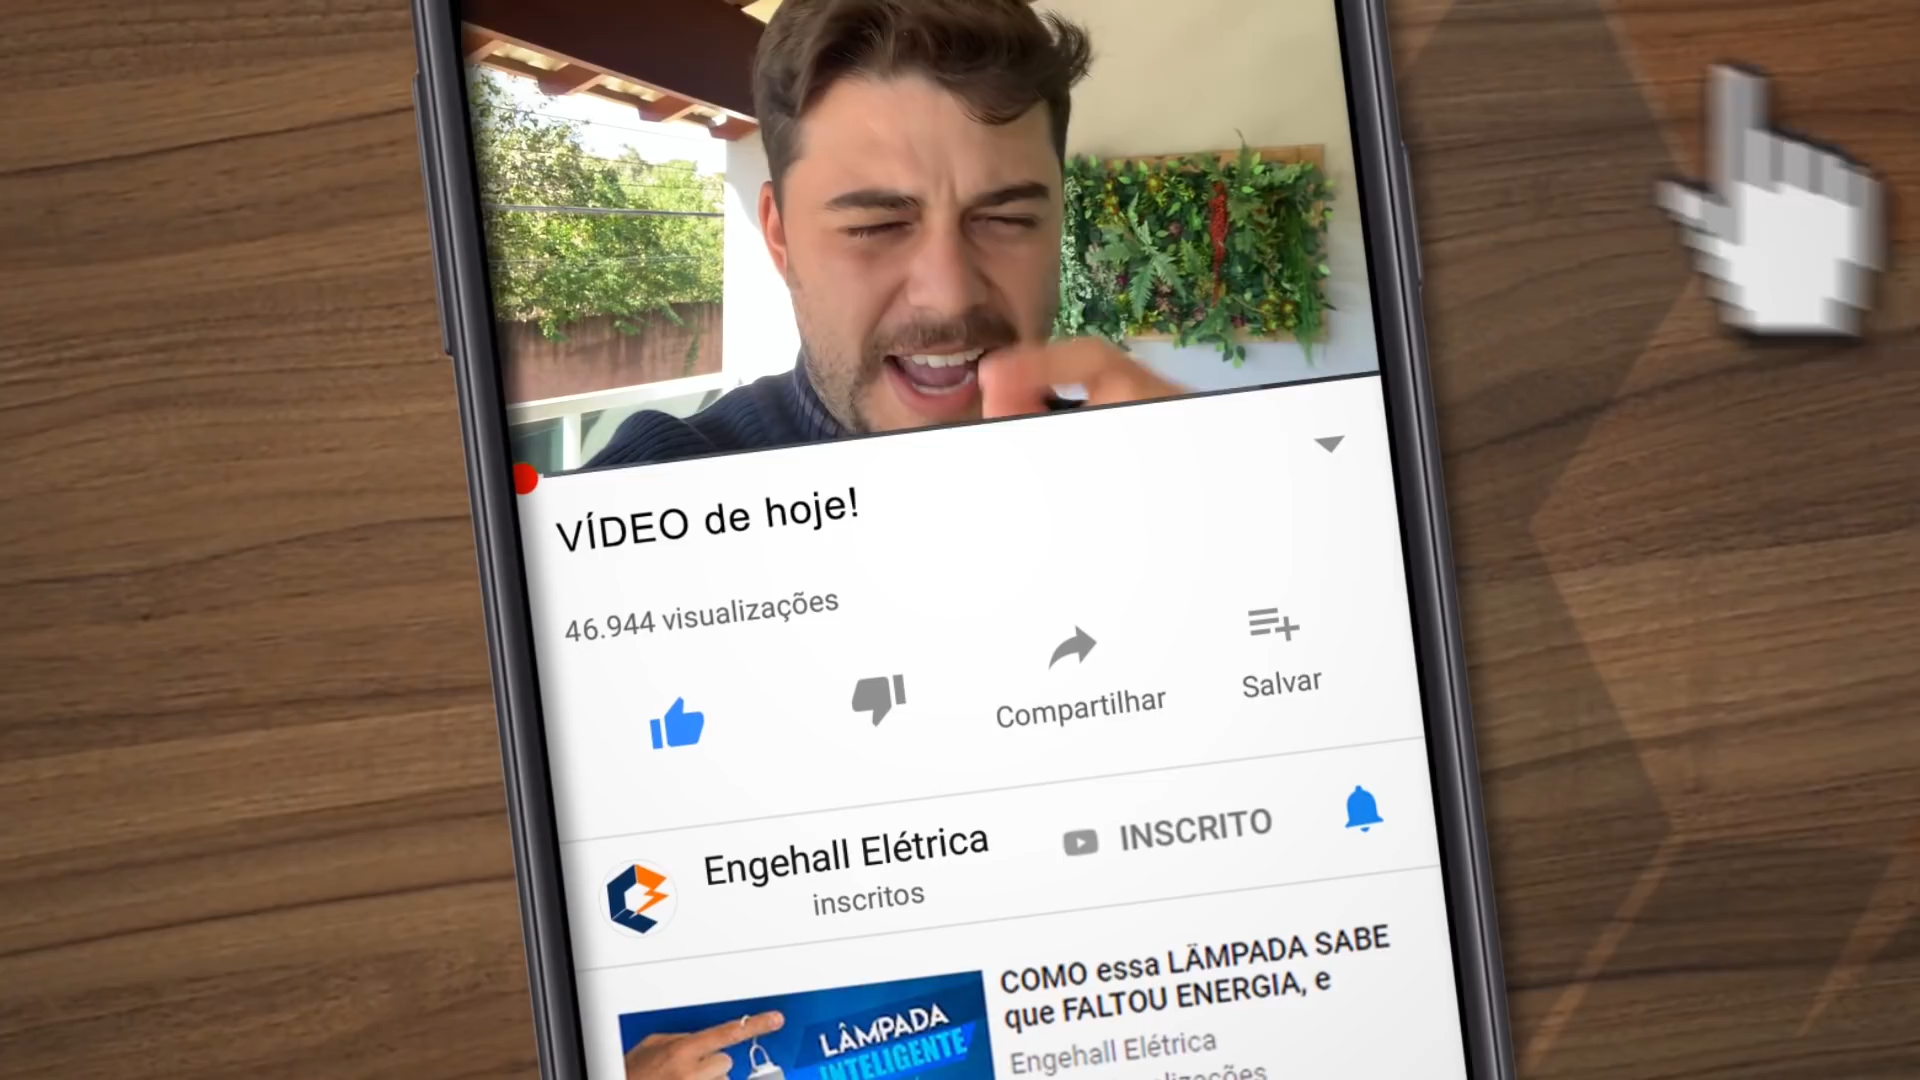 VÍDEO de hoje!
46.944 visualizações
Compartilhar
Salvar
Engehall Elétrica
INSCRITO
inscritos
COMO essa LÂMPADA SABE
que FALTOU ENERGIA, e
Engehall Elétrica
LÂMPADA
INTELIGENTE